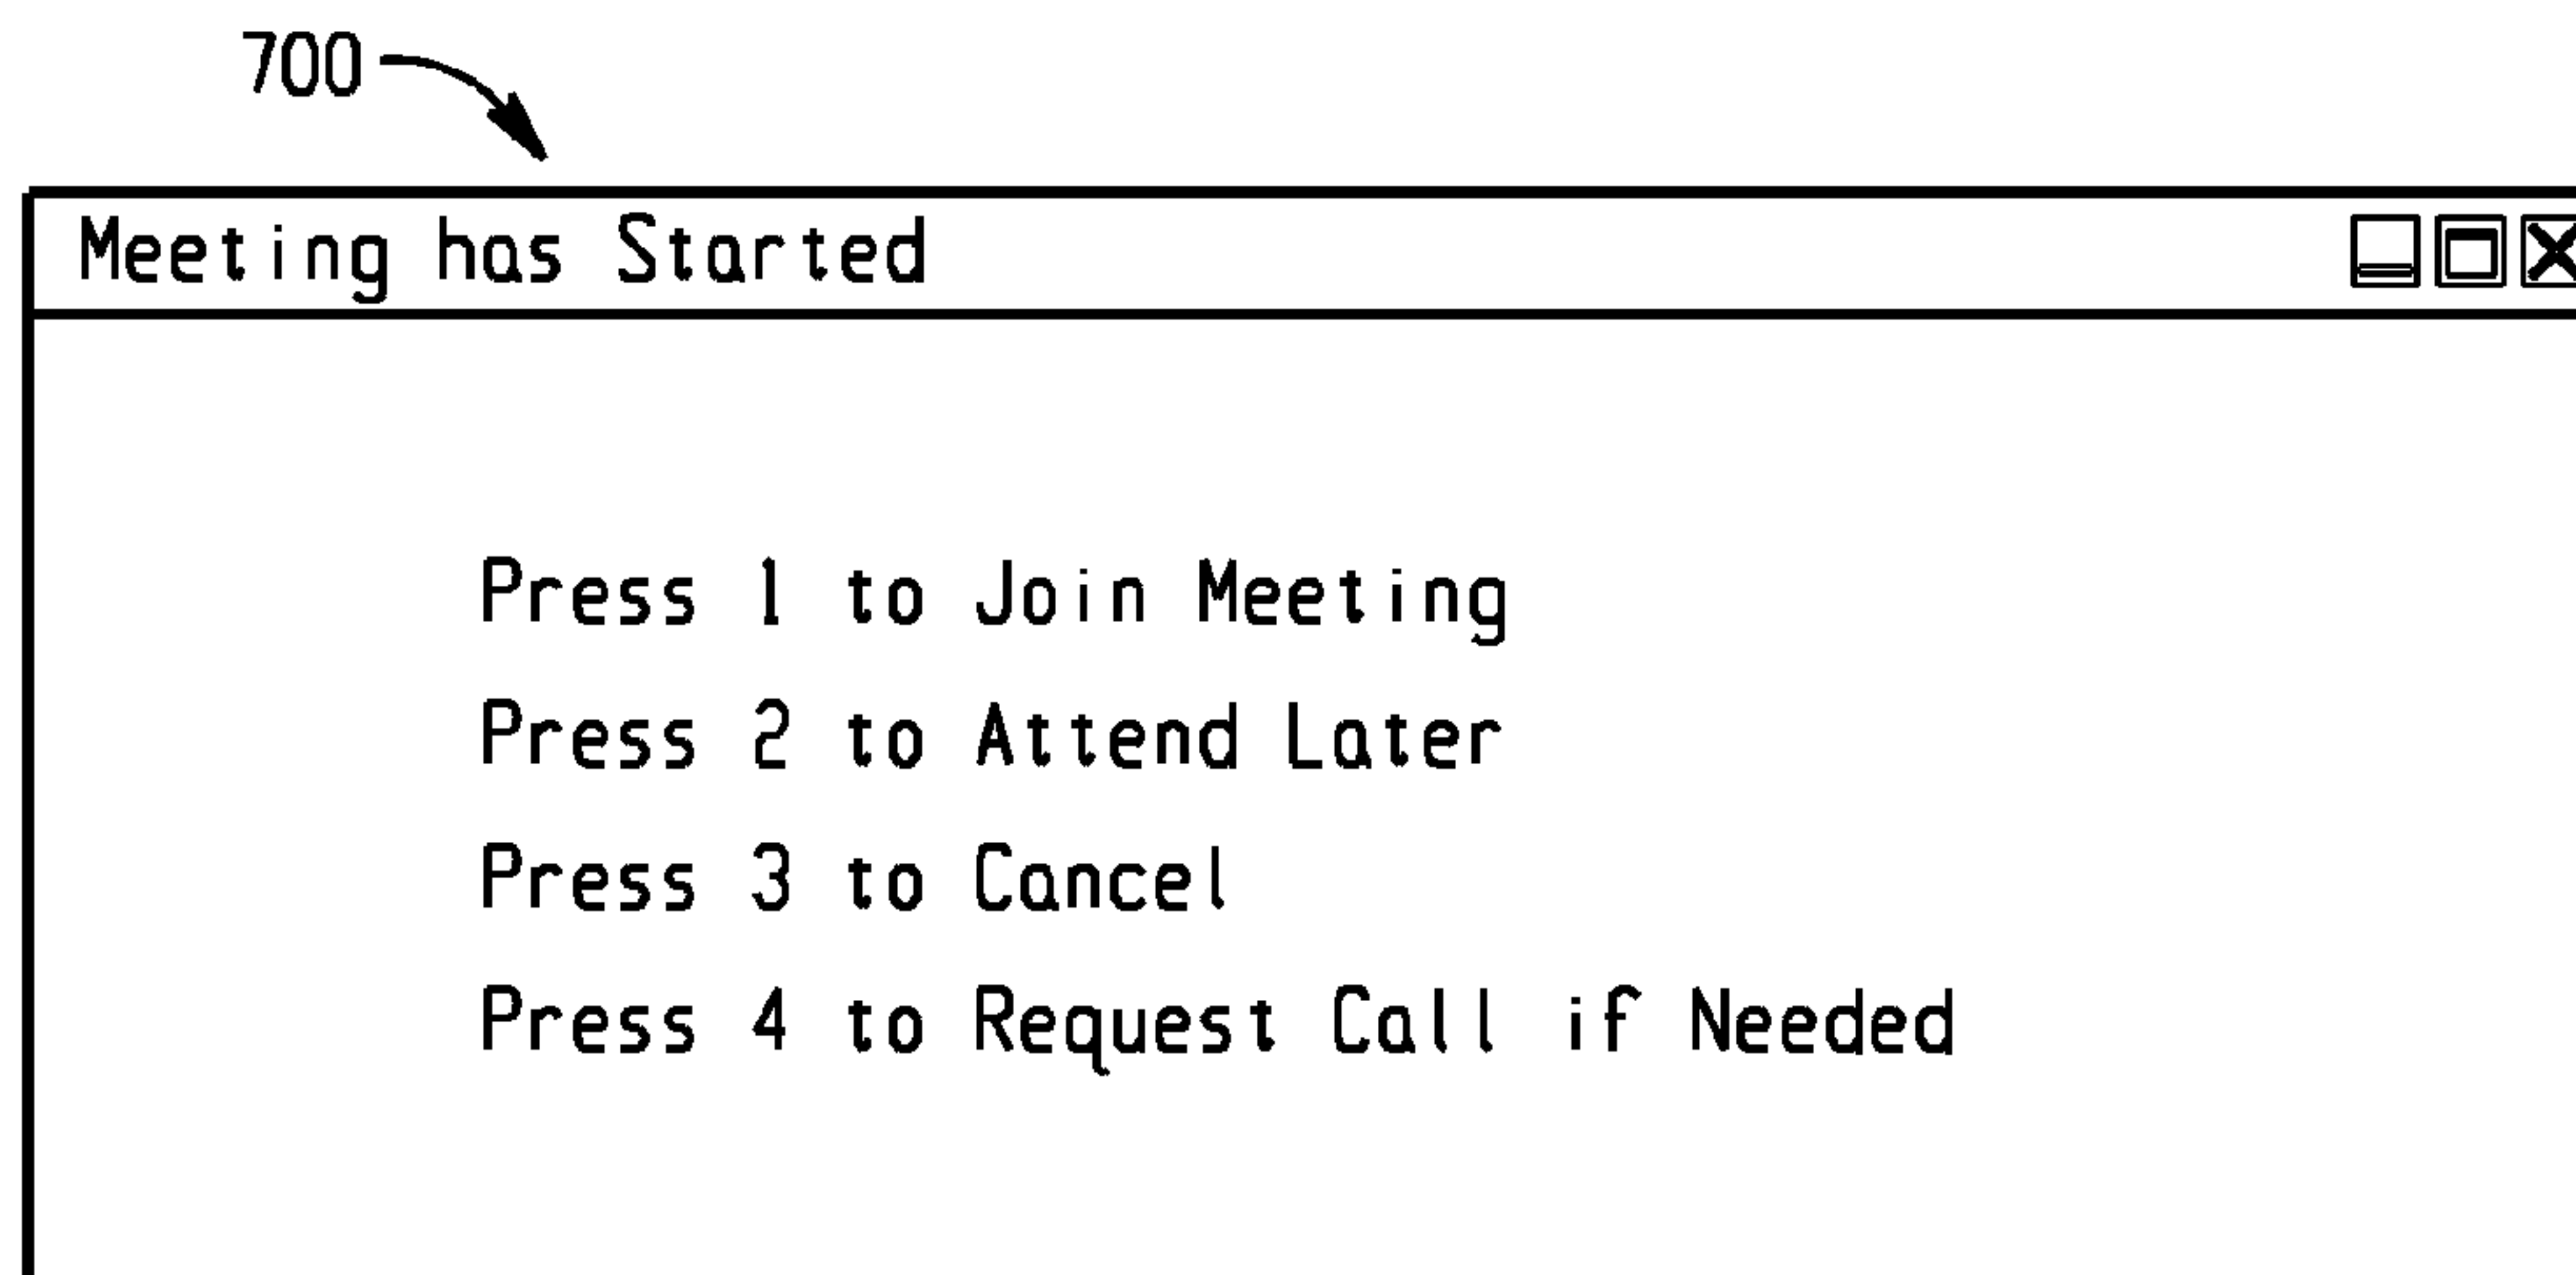 700
Meeting has Started
Press 1 to Join Meeting
Press 2 to Attend Later
Press 3 to Cancel
Press 4 to Request Call if Needed